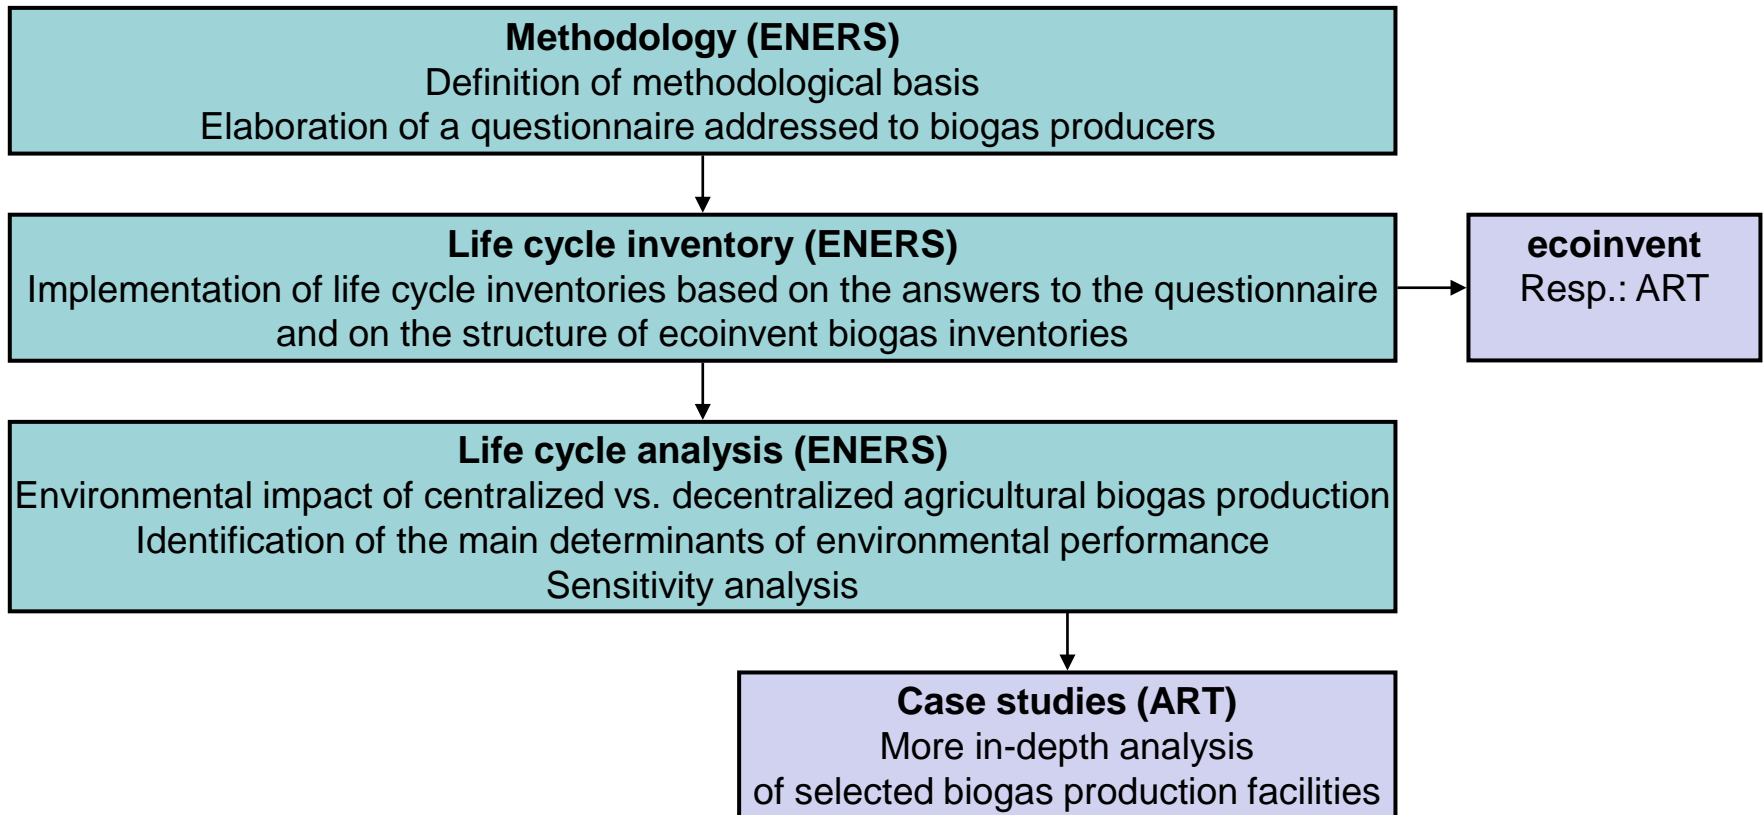 Methodology (ENERS)
Definition of methodological basis
Elaboration of a questionnaire addressed to biogas producers
Life cycle inventory (ENERS)
Implementation of life cycle inventories based on the answers to the questionnaire
and on the structure of ecoinvent biogas inventories
ecoinvent
Resp.: ART
Life cycle analysis (ENERS)
Environmental impact of centralized vs. decentralized agricultural biogas production
Identification of the main determinants of environmental performance
Sensitivity analysis
Case studies (ART)
More in-depth analysis
of selected biogas production facilities